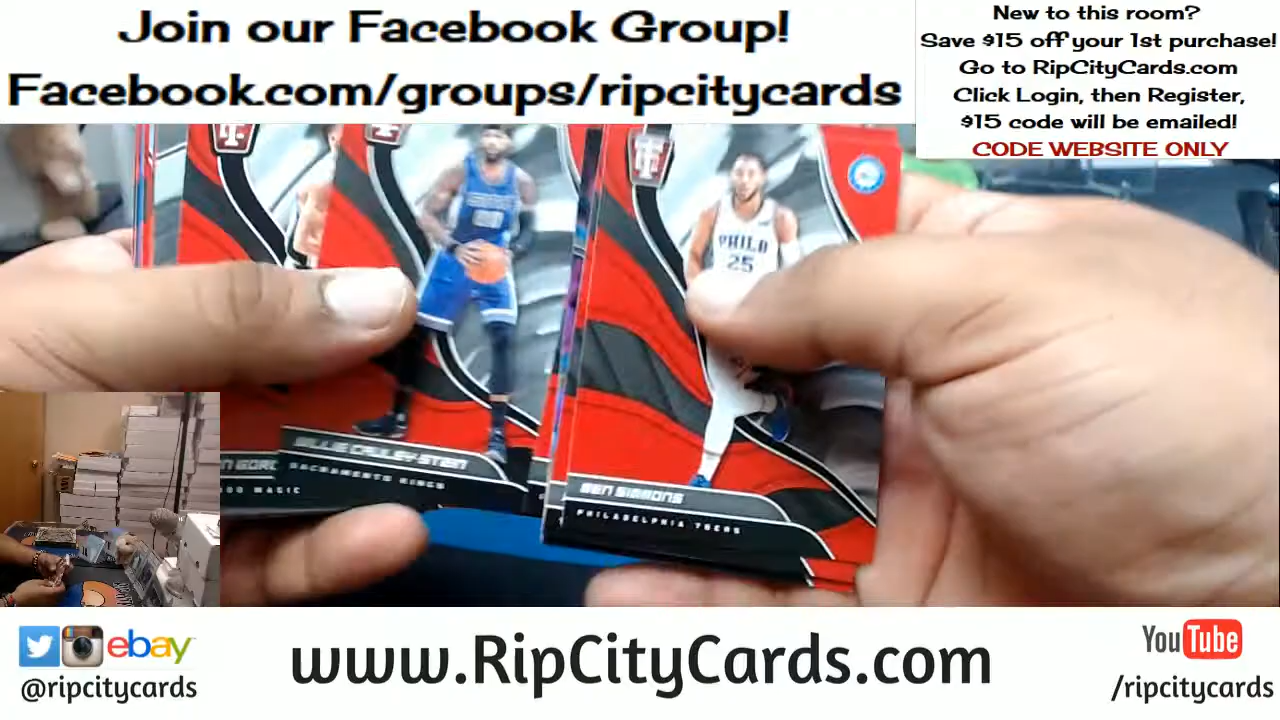 Join our Facebook Group!
Facebook.com/groups/ripcitycards
New to this room?
Save $15 off your 1st purchase!
Go to RipCityCards.com
Click Login, then Register,
$15 code will be emailed!
CODE WEBSITE ONLY
PHILA
25
WILLIE CAULEY-STEIN
SACRAMENTO KINGS
BEN SIMMONS
PHILADELPHIA 76ERS
MAGIC
ebay
@ripcitycards
www.RipCityCards.com
YouTube
/ripcitycards